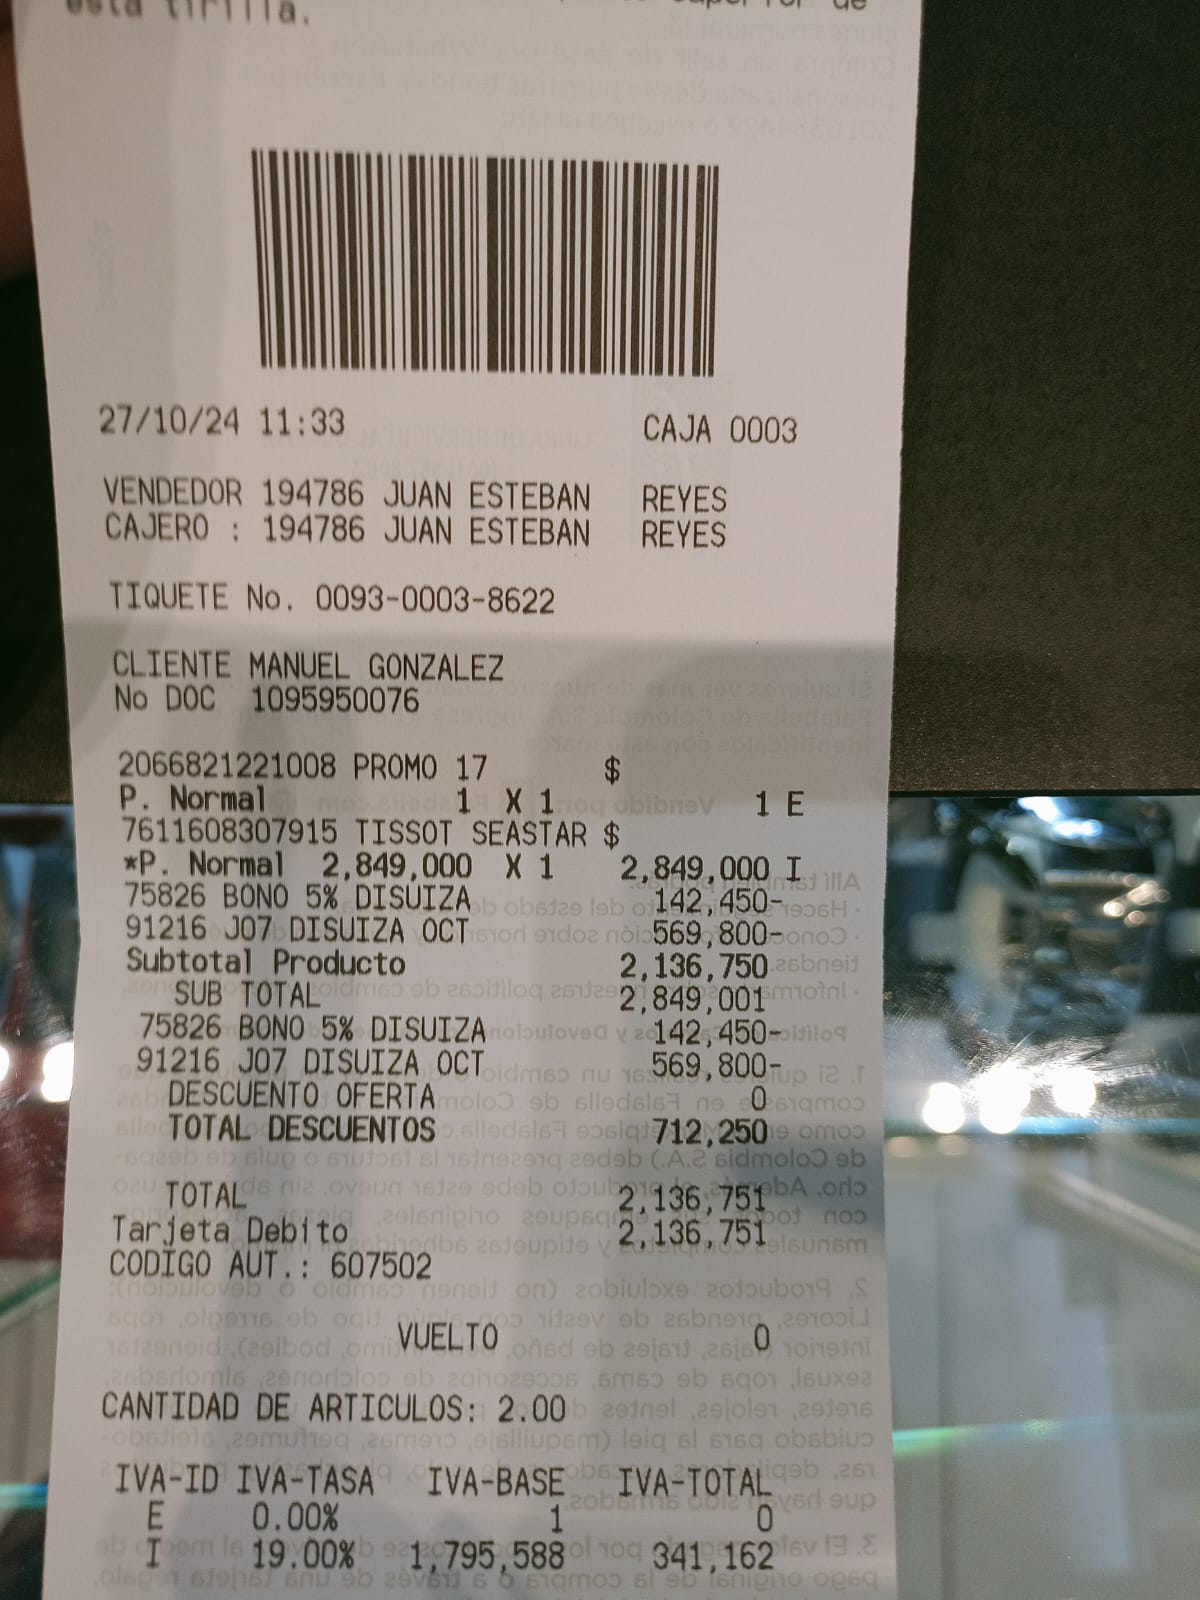 esta tirilla.
27/10/24 11:33 CAJA 0003
VENDEDOR 194786 JUAN ESTEBAN REYES
CAJERO : 194786 JUAN ESTEBAN REYES
TIQUETE No. 0093-0003-8622
CLIENTE MANUEL GONZALEZ
No DOC 1095950076
2066821221008 PROMO 17 $
P. Normal 1 X 1 1 E
7611608307915 TISSOT SEASTAR $
*P. Normal 2,849,000 X 1 2,849,000 I
75826 BONO 5% DISUIZA 142,450-
91216 J07 DISUIZA OCT 569,800-
Subtotal Producto 2,136,750
SUB TOTAL 2,849,001
75826 BONO 5% DISUIZA 142,450-
91216 J07 DISUIZA OCT 569,800-
DESCUENTO OFERTA 0
TOTAL DESCUENTOS 712,250
TOTAL 2,136,751
Tarjeta Debito 2,136,751
CODIGO AUT.: 607502
VUELTO 0
CANTIDAD DE ARTICULOS: 2.00
IVA-ID IVA-TASA IVA-BASE IVA-TOTAL
E 0.00% 1 0
I 19.00% 1,795,588 341,162